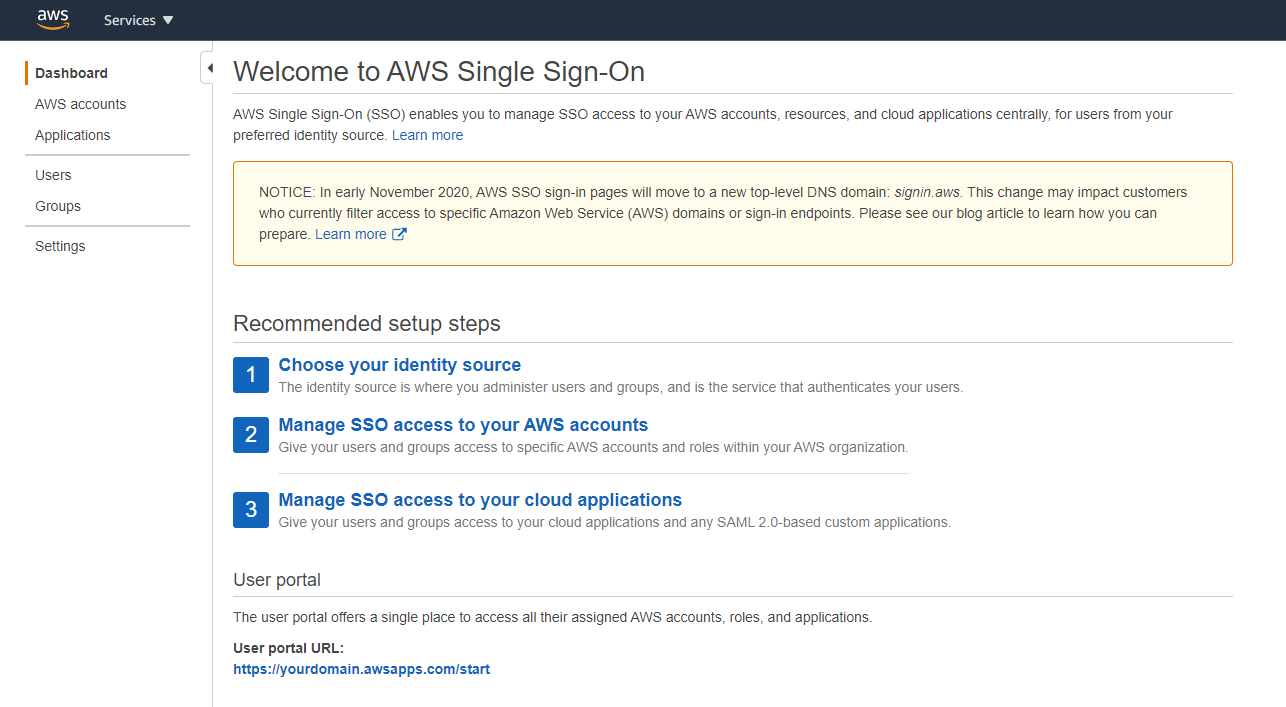 aws
Services ▼
Dashboard
AWS accounts
Applications
Users
Groups
Settings
Welcome to AWS Single Sign-On
AWS Single Sign-On (SSO) enables you to manage SSO access to your AWS accounts, resources, and cloud applications centrally, for users from your
preferred identity source. Learn more
NOTICE: In early November 2020, AWS SSO sign-in pages will move to a new top-level DNS domain: signin.aws. This change may impact customers
who currently filter access to specific Amazon Web Service (AWS) domains or sign-in endpoints. Please see our blog article to learn how you can
prepare. Learn more
Recommended setup steps
1 Choose your identity source
The identity source is where you administer users and groups, and is the service that authenticates your users.
2 Manage SSO access to your AWS accounts
Give your users and groups access to specific AWS accounts and roles within your AWS organization.
3 Manage SSO access to your cloud applications
Give your users and groups access to your cloud applications and any SAML 2.0-based custom applications.
User portal
The user portal offers a single place to access all their assigned AWS accounts, roles, and applications.
User portal URL:
https://yourdomain.awsapps.com/start